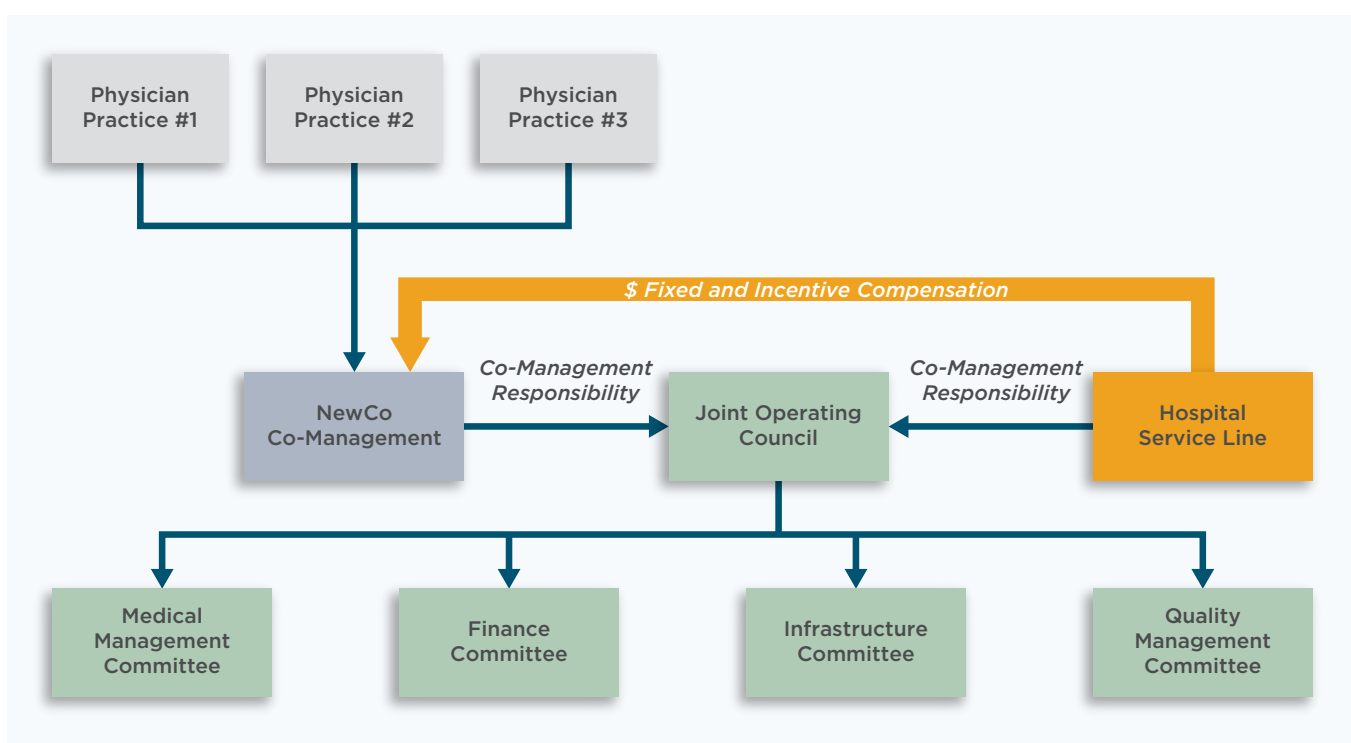 Physician
Practice #1
Physician
Practice #2
Physician
Practice #3
$ Fixed and Incentive Compensation
Co-Management
Responsibility
Co-Management
Responsibility
NewCo
Co-Management
Joint Operating
Council
Hospital
Service Line
Medical
Management
Committee
Finance
Committee
Infrastructure
Committee
Quality
Management
Committee